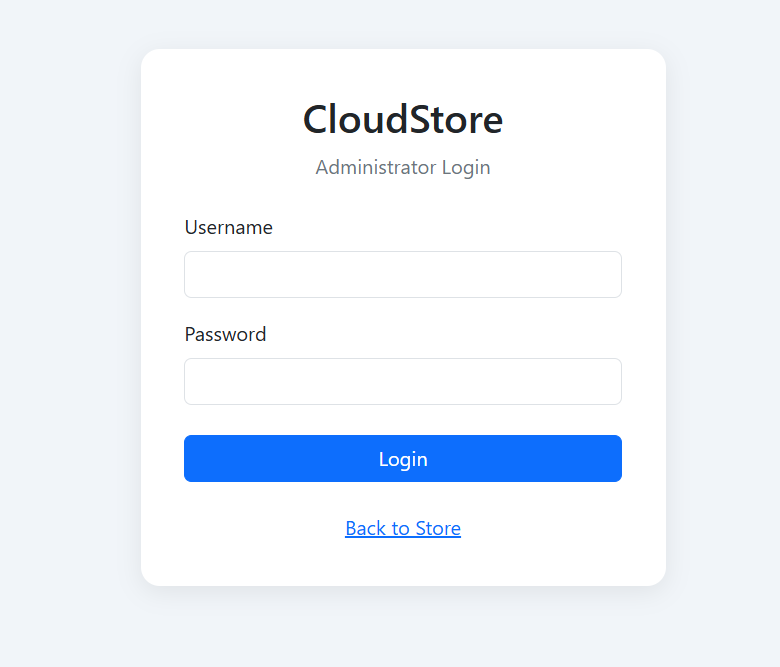 CloudStore
Administrator Login
Username
Password
Login
Back to Store